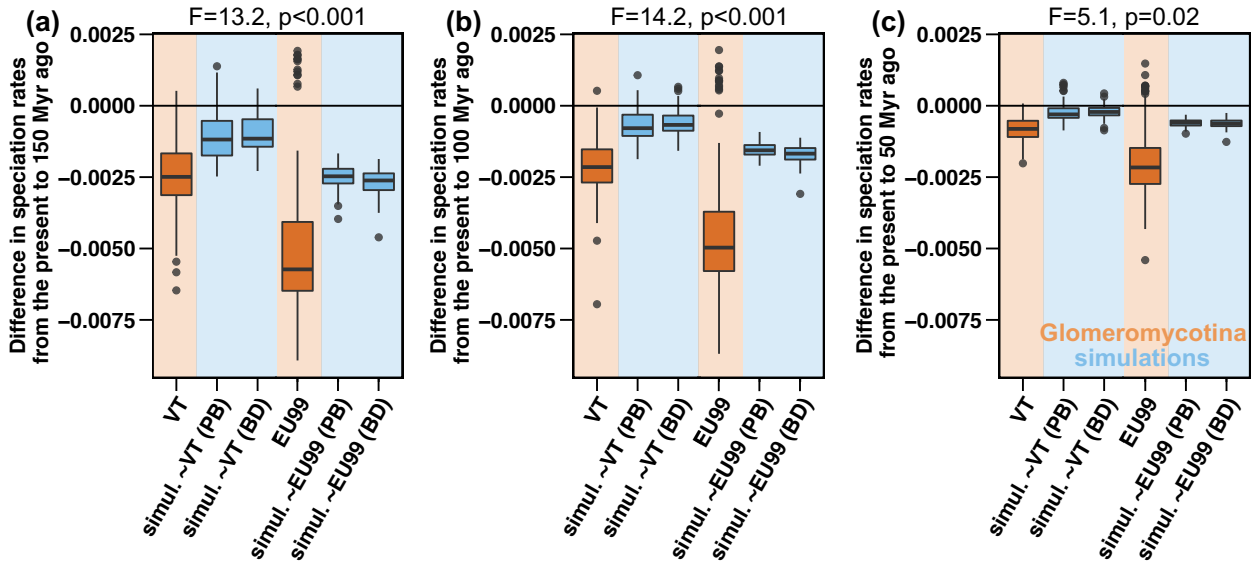 (a)
F=13.2, p<0.001
Difference in speciation rates
from the present to 150 Myr ago
0.0025
0.0000
−0.0025
−0.0050
−0.0075
VT
simul. ~VT (PB)
simul. ~VT (BD)
EU99
simul. ~EU99 (PB)
simul. ~EU99 (BD)
(b)
F=14.2, p<0.001
Difference in speciation rates
from the present to 100 Myr ago
0.0025
0.0000
−0.0025
−0.0050
−0.0075
VT
simul. ~VT (PB)
simul. ~VT (BD)
EU99
simul. ~EU99 (PB)
simul. ~EU99 (BD)
(c)
F=5.1, p=0.02
Difference in speciation rates
from the present to 50 Myr ago
0.0025
0.0000
−0.0025
−0.0050
−0.0075
Glomeromycotina
simulations
VT
simul. ~VT (PB)
simul. ~VT (BD)
EU99
simul. ~EU99 (PB)
simul. ~EU99 (BD)